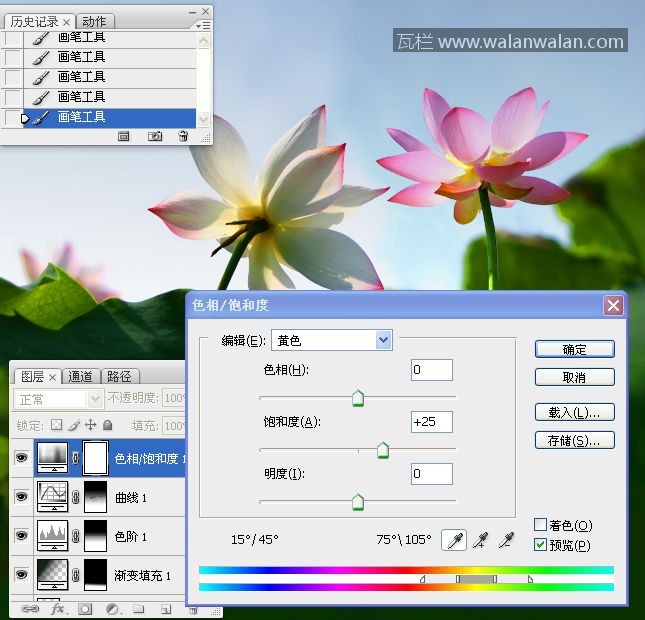 历史记录 × 动作
瓦栏 www.walanwalan.com
画笔工具
画笔工具
画笔工具
画笔工具
画笔工具
色相/饱和度
编辑(E): 黄色
确定
色相(H): 0
取消
饱和度(A): +25
载入(L)...
存储(S)...
明度(I): 0
15°/45° 75°\105°
着色(O)
预览(P)
图层 × 通道 路径
正常 不透明度: 100%
锁定: 填充: 100
色相/饱和度 1
曲线 1
色阶 1
渐变填充 1
fx.